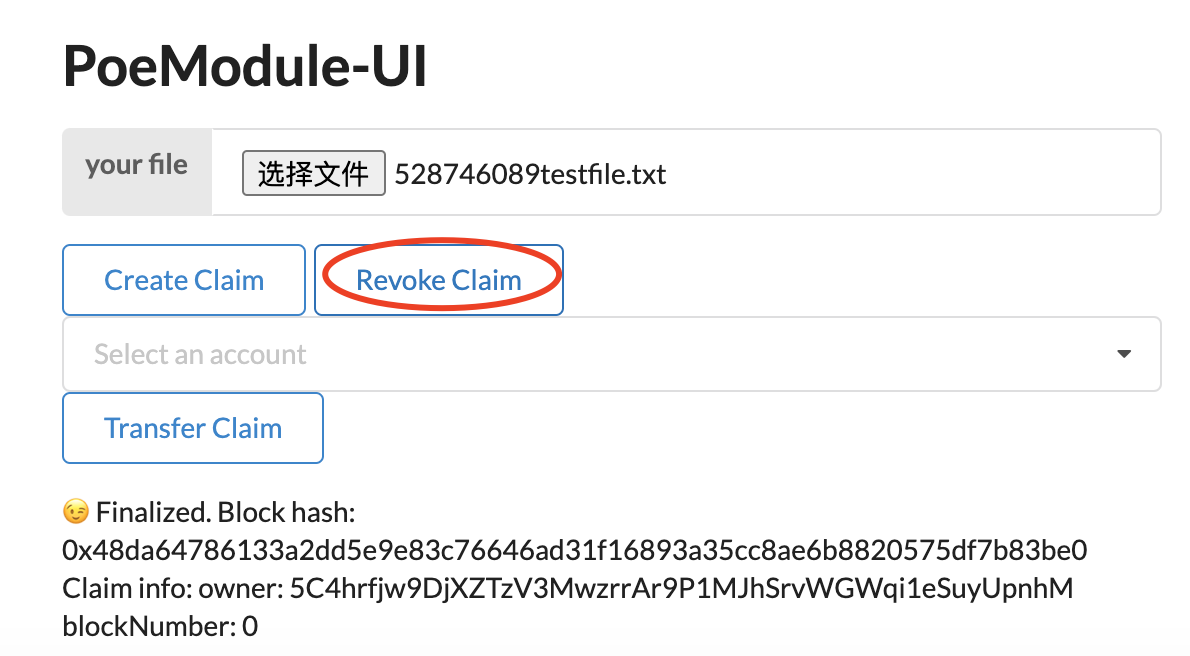 PoeModule-UI
your file 选择文件 528746089testfile.txt
Create Claim Revoke Claim
Select an account
Transfer Claim
😉 Finalized. Block hash:
0x48da64786133a2dd5e9e83c76646ad31f16893a35cc8ae6b8820575df7b83be0
Claim info: owner: 5C4hrfjw9DjXZTzV3MwzrrAr9P1MJhSrvWGWqi1eSuyUpnhM
blockNumber: 0